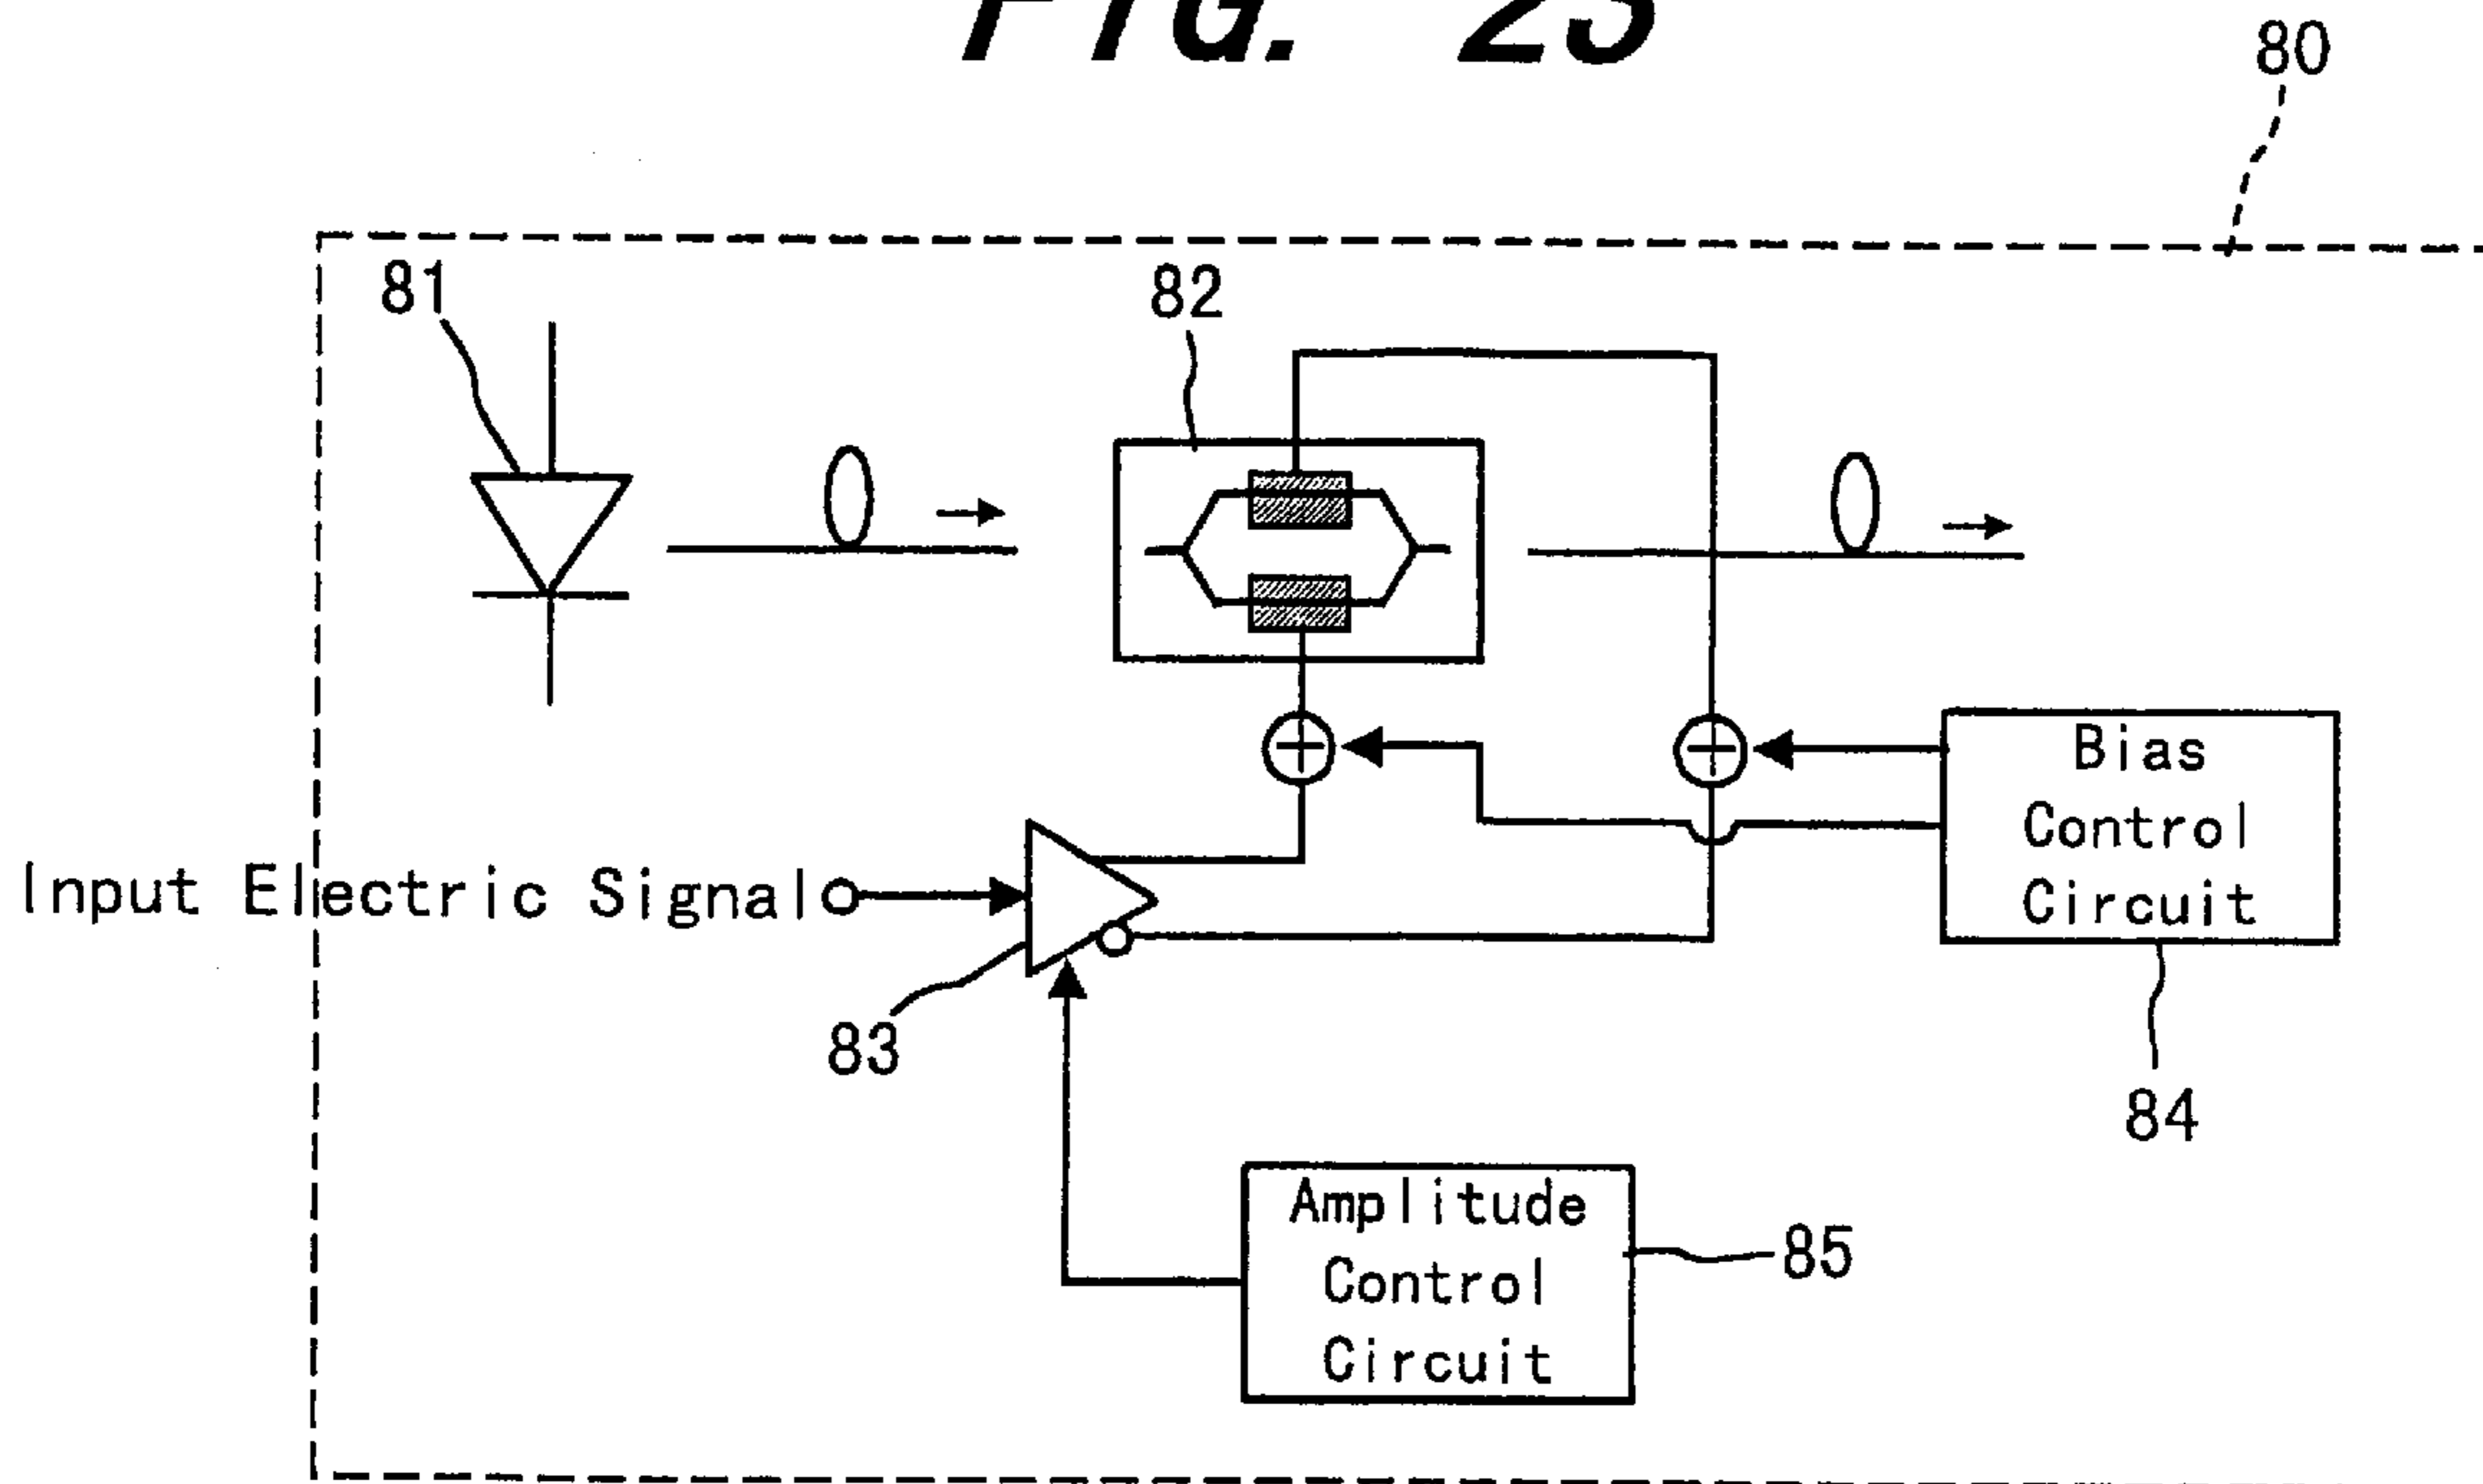 FIG. 23
80
81
82
Bias
Control
Circuit
Input Electric Signal
83
84
Amplitude
Control
Circuit
85